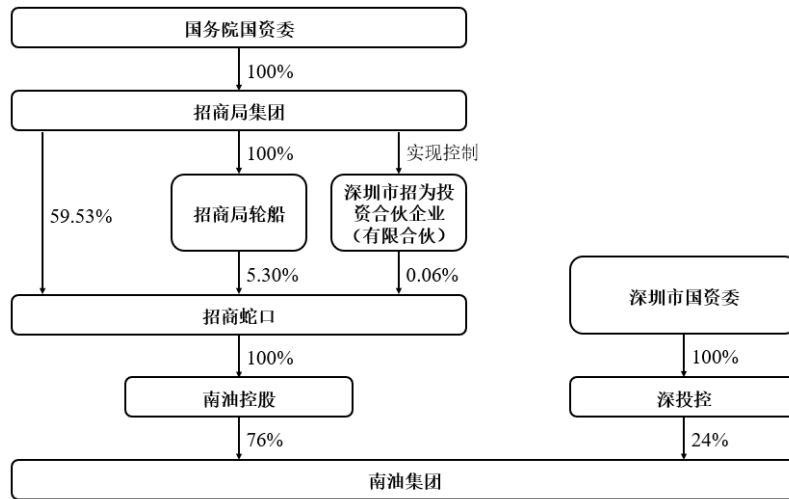 国务院国资委
100%
招商局集团
59.53%
100%
实现控制
招商局轮船
深圳市招为投
资合伙企业
（有限合伙）
5.30%
0.06%
招商蛇口
深圳市国资委
100%
100%
南油控股
深投控
76%
24%
南油集团